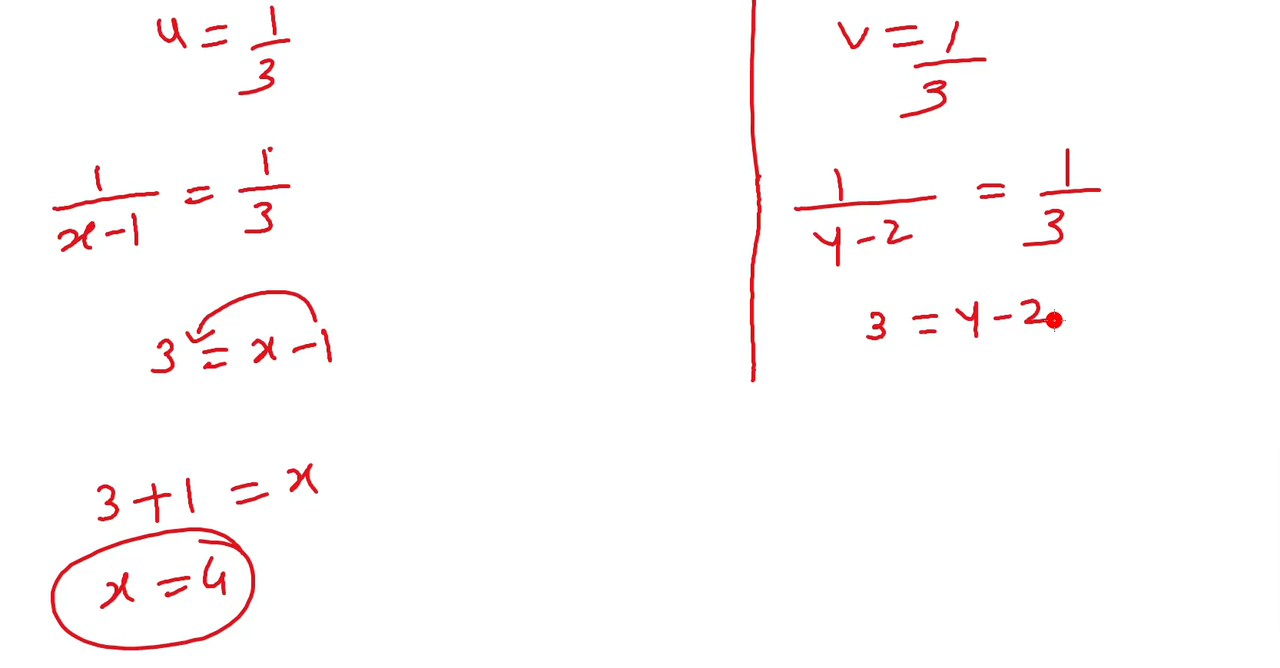 u = 1/3
1/(x-1) = 1/3
3 = x-1
3+1 = x
x = 4
v = 1/3
1/(y-2) = 1/3
3 = y-2